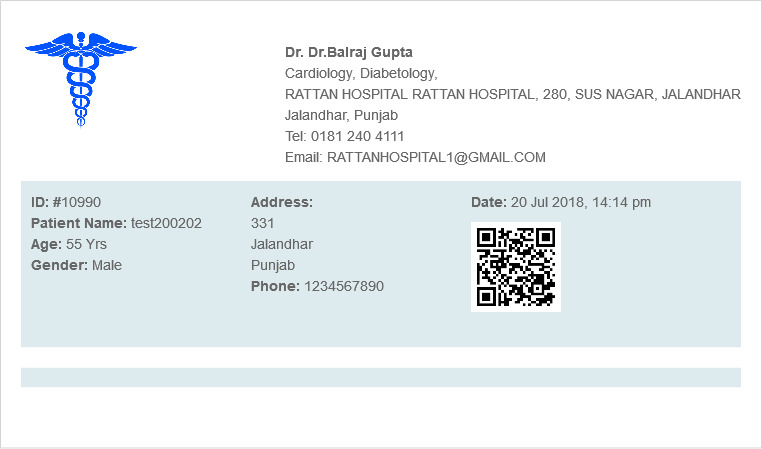 Dr. Dr.Balraj Gupta
Cardiology, Diabetology,
RATTAN HOSPITAL RATTAN HOSPITAL, 280, SUS NAGAR, JALANDHAR
Jalandhar, Punjab
Tel: 0181 240 4111
Email: RATTANHOSPITAL1@GMAIL.COM
ID: #10990
Patient Name: test200202
Age: 55 Yrs
Gender: Male
Address:
331
Jalandhar
Punjab
Phone: 1234567890
Date: 20 Jul 2018, 14:14 pm